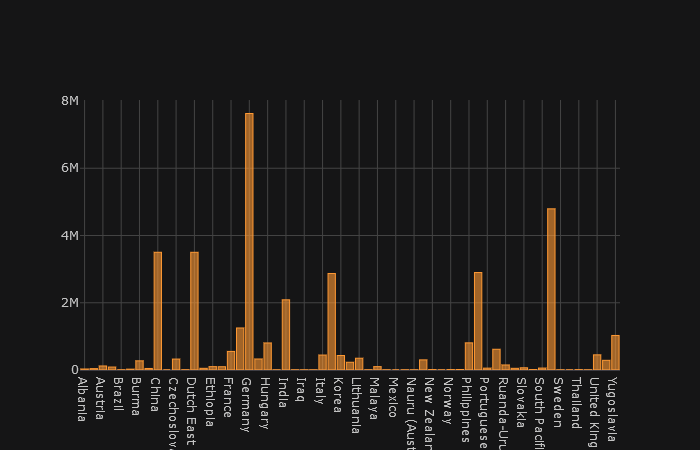 8M
6M
4M
2M
0
Albania
Austria
Brazil
Burma
China
Czechoslov
Dutch East
Ethiopia
France
Germany
Hungary
India
Iraq
Italy
Korea
Lithuania
Malaya
Mexico
Nauru (Aust
New Zealan
Norway
Philippines
Portuguese
Ruanda-Uru
Slovakia
South Pacifi
Sweden
Thailand
United King
Yugoslavia